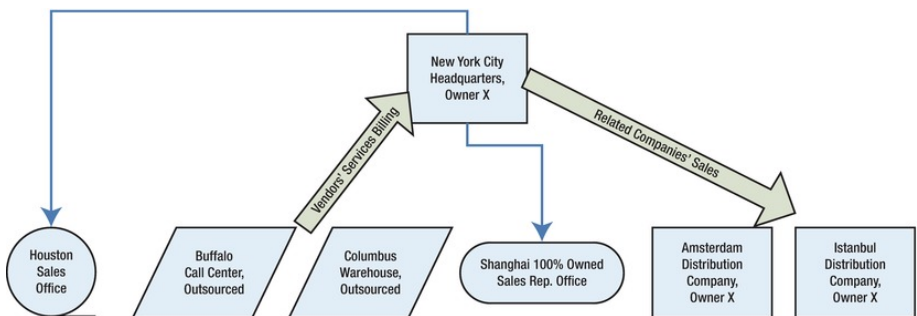 New York City
Headquarters,
Owner X
Vendors' Services Billing
Related Companies' Sales
Houston
Sales
Office
Buffalo
Call Center,
Outsourced
Columbus
Warehouse,
Outsourced
Shanghai 100% Owned
Sales Rep. Office
Amsterdam
Distribution
Company,
Owner X
Istanbul
Distribution
Company,
Owner X